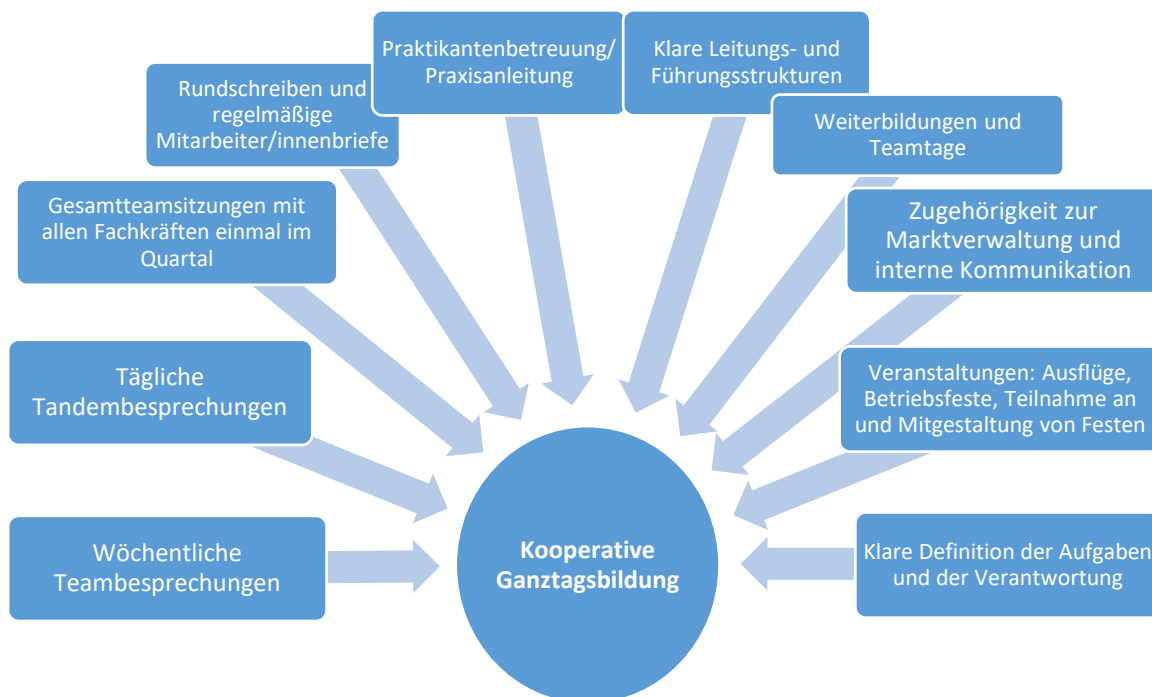 Praktikantenbetreuung/
Praxisanleitung
Klare Leitungs- und
Führungsstrukturen
Rundschreiben und
regelmäßige
Mitarbeiter/innenbriefe
Weiterbildungen und
Teamtage
Gesamtteamsitzungen mit
allen Fachkräften einmal im
Quartal
Zugehörigkeit zur
Marktverwaltung und
interne Kommunikation
Tägliche
Tandembesprechungen
Veranstaltungen: Ausflüge,
Betriebsfeste, Teilnahme an
und Mitgestaltung von Festen
Wöchentliche
Teambesprechungen
Kooperative
Ganztagsbildung
Klare Definition der Aufgaben
und der Verantwortung